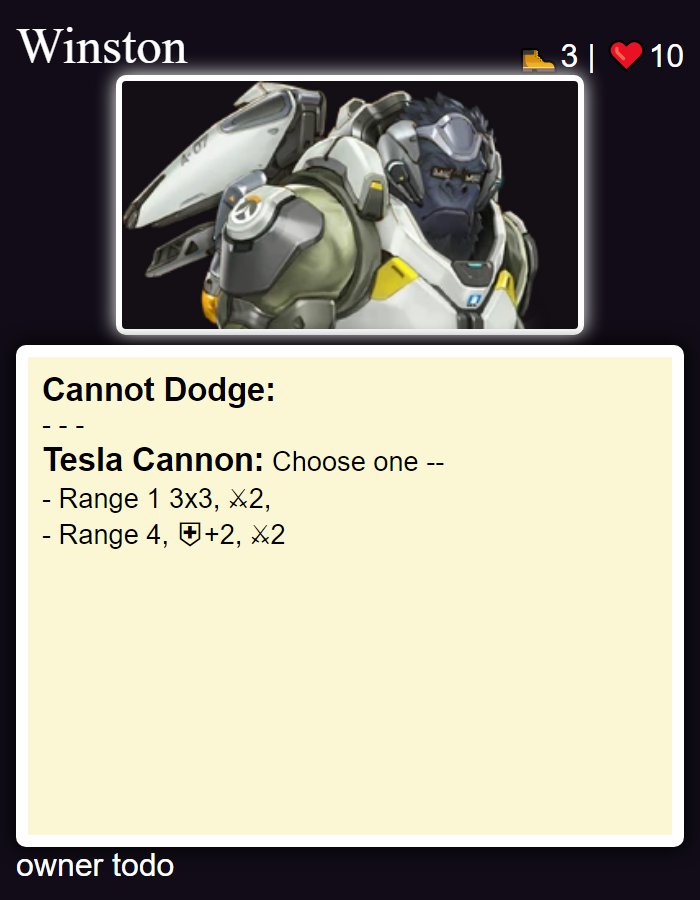 Winston
🥾 3 | ❤️ 10
A-07
Cannot Dodge:
- - -
Tesla Cannon: Choose one --
- Range 1 3x3, ⚔2,
- Range 4, ⛨+2, ⚔2
owner todo